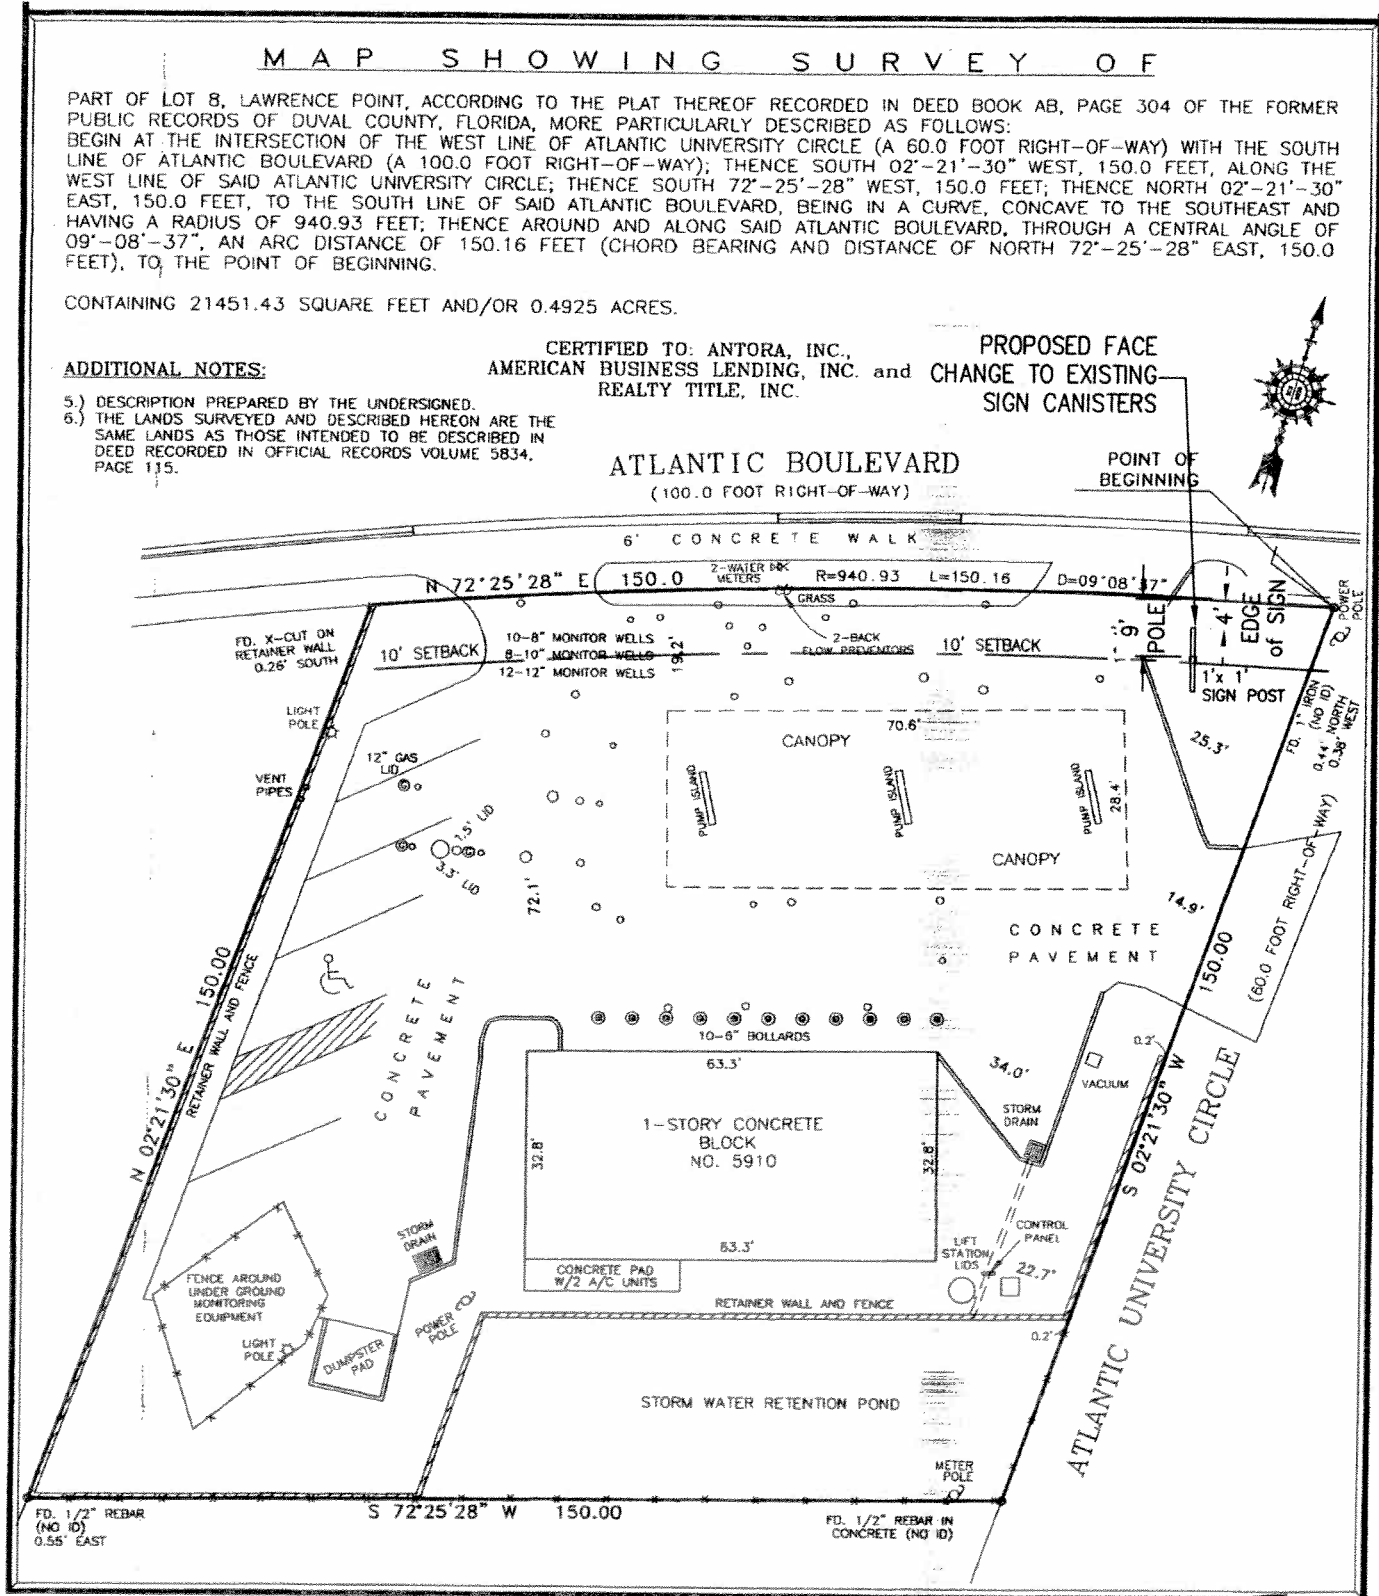 MAP SHOWING SURVEY OF
PART OF LOT 8, LAWRENCE POINT, ACCORDING TO THE PLAT THEREOF RECORDED IN DEED BOOK AB, PAGE 304 OF THE FORMER
PUBLIC RECORDS OF DUVAL COUNTY, FLORIDA, MORE PARTICULARLY DESCRIBED AS FOLLOWS:
BEGIN AT THE INTERSECTION OF THE WEST LINE OF ATLANTIC UNIVERSITY CIRCLE (A 60.0 FOOT RIGHT-OF-WAY) WITH THE SOUTH
LINE OF ATLANTIC BOULEVARD (A 100.0 FOOT RIGHT-OF-WAY); THENCE SOUTH 02°-21'-30" WEST, 150.0 FEET, ALONG THE
WEST LINE OF SAID ATLANTIC UNIVERSITY CIRCLE; THENCE SOUTH 72°-25'-28" WEST, 150.0 FEET; THENCE NORTH 02°-21'-30"
EAST, 150.0 FEET, TO THE SOUTH LINE OF SAID ATLANTIC BOULEVARD, BEING IN A CURVE, CONCAVE TO THE SOUTHEAST AND
HAVING A RADIUS OF 940.93 FEET; THENCE AROUND AND ALONG SAID ATLANTIC BOULEVARD, THROUGH A CENTRAL ANGLE OF
09°-08'-37", AN ARC DISTANCE OF 150.16 FEET (CHORD BEARING AND DISTANCE OF NORTH 72°-25'-28" EAST, 150.0
FEET), TO THE POINT OF BEGINNING.
CONTAINING 21451.43 SQUARE FEET AND/OR 0.4925 ACRES.
CERTIFIED TO: ANTORA, INC.,
AMERICAN BUSINESS LENDING, INC. and
REALTY TITLE, INC.
PROPOSED FACE
CHANGE TO EXISTING
SIGN CANISTERS
ADDITIONAL NOTES:
5.) DESCRIPTION PREPARED BY THE UNDERSIGNED.
6.) THE LANDS SURVEYED AND DESCRIBED HEREON ARE THE
SAME LANDS AS THOSE INTENDED TO BE DESCRIBED IN
DEED RECORDED IN OFFICIAL RECORDS VOLUME 5834,
PAGE 115.
ATLANTIC BOULEVARD
(100.0 FOOT RIGHT-OF-WAY)
POINT OF
BEGINNING
6' CONCRETE WALK
N 72°25'28" E 150.0
2-WATER
METERS
R=940.93 L=150.16 D=09°08'37"
GRASS
POWER
POLE
FD. X-CUT ON
RETAINER WALL
0.26' SOUTH
10' SETBACK
10-8" MONITOR WELLS
8-10" MONITOR WELLS
12-12" MONITOR WELLS
19.2'
2-BACK
FLOW PREVENTORS
10' SETBACK
9'
POLE
4'
EDGE
of SIGN
1'x 1'
SIGN POST
FD. 1" IRON
(NO ID)
0.44' NORTH
0.38' WEST
LIGHT
POLE
VENT
PIPES
12" GAS
LID
1.5' LID
3.3' LID
72.1'
CANOPY
70.6'
PUMP ISLAND
PUMP ISLAND
PUMP ISLAND
28.4'
CANOPY
25.3'
14.9'
CONCRETE
PAVEMENT
150.00
(60.0 FOOT RIGHT-OF-WAY)
N 02°21'30" E 150.00
RETAINER WALL AND FENCE
CONCRETE
PAVEMENT
10-6" BOLLARDS
63.3'
1-STORY CONCRETE
BLOCK
NO. 5910
32.8'
32.8'
63.3'
34.0'
0.2'
VACUUM
STORM
DRAIN
S 02°21'30" W
ATLANTIC UNIVERSITY CIRCLE
STORM
DRAIN
CONCRETE PAD
W/2 A/C UNITS
LIFT
STATION
LIDS
CONTROL
PANEL
22.7'
FENCE AROUND
UNDER GROUND
MONITORING
EQUIPMENT
LIGHT
POLE
DUMPSTER
PAD
POWER
POLE
RETAINER WALL AND FENCE
0.2'
STORM WATER RETENTION POND
METER
POLE
FD. 1/2" REBAR
(NO ID)
0.55' EAST
S 72°25'28" W 150.00
FD. 1/2" REBAR IN
CONCRETE (NO ID)